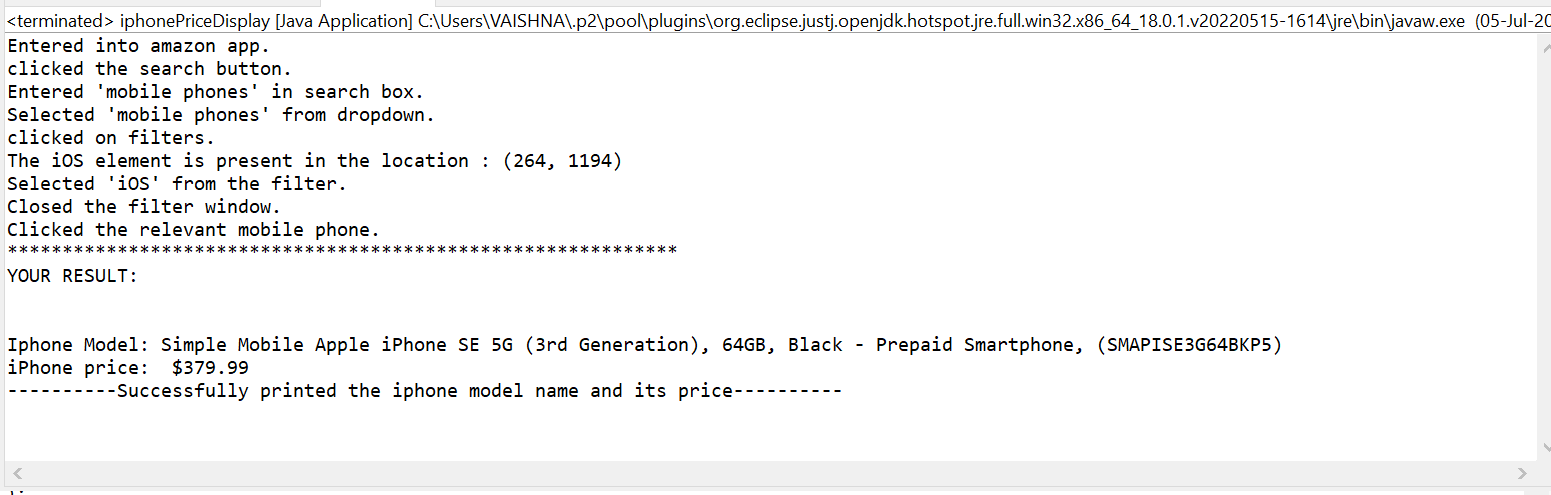 <terminated> iphonePriceDisplay [Java Application] C:\Users\VAISHNA\.p2\pool\plugins\org.eclipse.justj.openjdk.hotspot.jre.full.win32.x86_64_18.0.1.v20220515-1614\jre\bin\javaw.exe (05-Jul-20
Entered into amazon app.
clicked the search button.
Entered 'mobile phones' in search box.
Selected 'mobile phones' from dropdown.
clicked on filters.
The iOS element is present in the location : (264, 1194)
Selected 'iOS' from the filter.
Closed the filter window.
Clicked the relevant mobile phone.
*************************************************************
YOUR RESULT:
Iphone Model: Simple Mobile Apple iPhone SE 5G (3rd Generation), 64GB, Black - Prepaid Smartphone, (SMAPISE3G64BKP5)
iPhone price:  $379.99
----------Successfully printed the iphone model name and its price----------